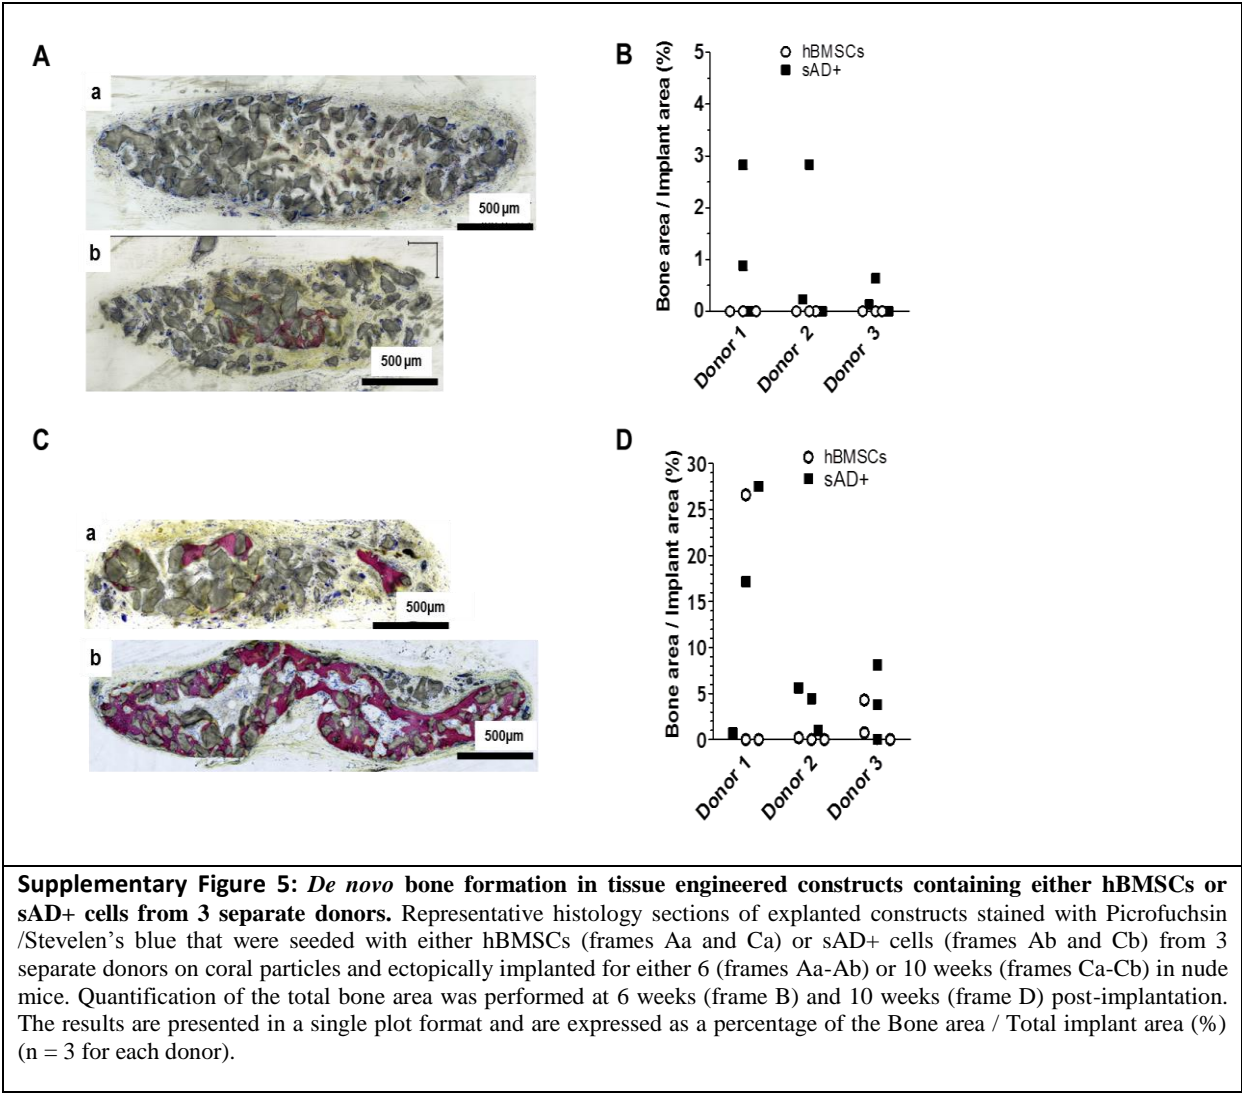 A
a
500 µm
b
500 µm
B
hBMSCs
sAD+
Bone area / Implant area (%)
5
4
3
2
1
0
Donor 1
Donor 2
Donor 3
C
a
500µm
b
500µm
D
hBMSCs
sAD+
Bone area / Implant area (%)
30
25
20
15
10
5
0
Donor 1
Donor 2
Donor 3
Supplementary Figure 5: De novo bone formation in tissue engineered constructs containing either hBMSCs or
sAD+ cells from 3 separate donors. Representative histology sections of explanted constructs stained with Picrofuchsin
/Stevelen’s blue that were seeded with either hBMSCs (frames Aa and Ca) or sAD+ cells (frames Ab and Cb) from 3
separate donors on coral particles and ectopically implanted for either 6 (frames Aa-Ab) or 10 weeks (frames Ca-Cb) in nude
mice. Quantification of the total bone area was performed at 6 weeks (frame B) and 10 weeks (frame D) post-implantation.
The results are presented in a single plot format and are expressed as a percentage of the Bone area / Total implant area (%)
(n = 3 for each donor).